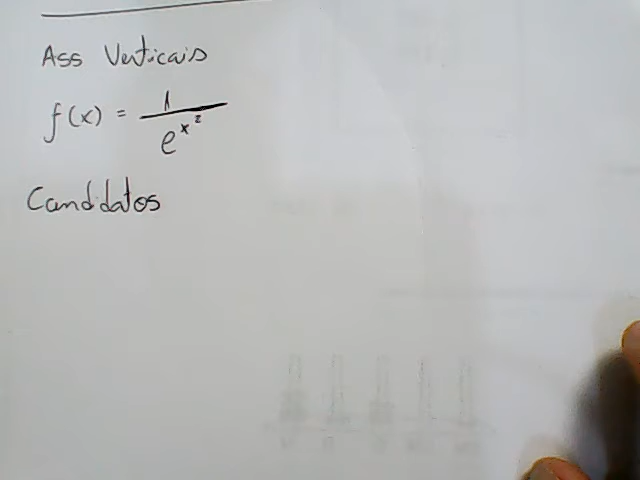 Ass Verticais
f(x) = 1/e^x²
Candidatos